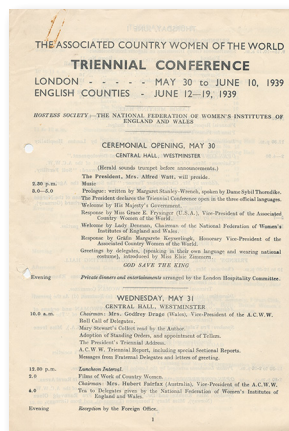 THE ASSOCIATED COUNTRY WOMEN OF THE WORLD
TRIENNIAL CONFERENCE
LONDON - - - - - MAY 30 to JUNE 10, 1939
ENGLISH COUNTIES - JUNE 12—19, 1939
HOSTESS SOCIETY:—THE NATIONAL FEDERATION OF WOMEN'S INSTITUTES OF
ENGLAND AND WALES
CEREMONIAL OPENING, MAY 30
CENTRAL HALL, WESTMINSTER
(Herald sounds trumpet before announcements.)
The President, Mrs. Alfred Watt, will preside.
2.30 p.m. Music
Prologue: written by Margaret Stanley-Wrench, spoken by Dame Sybil Thorndike.
The President declares the Triennial Conference open in the three official languages.
Welcome by His Majesty's Government.
Response by Miss Grace E. Frysinger (U.S.A.), Vice-President of the Associated
Country Women of the World.
Welcome by Lady Denman, Chairman of the National Federation of Women's
Institutes of England and Wales.
Response by Gräfin Margarete Keyserlingk, Honorary Vice-President of the
Associated Country Women of the World.
Greetings by delegates, (speaking in their own language and wearing national
costume), introduced by Miss Elsie Zimmern.
GOD SAVE THE KING
Evening Private dinners and entertainments arranged by the London Hospitality Committee.
WEDNESDAY, MAY 31
CENTRAL HALL, WESTMINSTER
10.0 a.m. Chairman: Mrs. Godfrey Drage (Wales), Vice-President of the A.C.W.W.
Roll Call of Delegates.
Mary Stewart's Collect read by the Author.
Adoption of Standing Orders, and appointment of Tellers.
The President's Triennial Address.
A.C.W.W. Triennial Report, including special Sectional Reports.
Messages from Fraternal Delegates and letters of greeting.
12.30 p.m. Luncheon Interval.
2.0 Films of Work of Country Women.
Chairman: Mrs. Hubert Fairfax (Australia), Vice-President of the A.C.W.W.
4.0 Tea to Delegates given by the National Federation of Women's Institutes of
England and Wales.
Evening Reception by the Foreign Office.
1